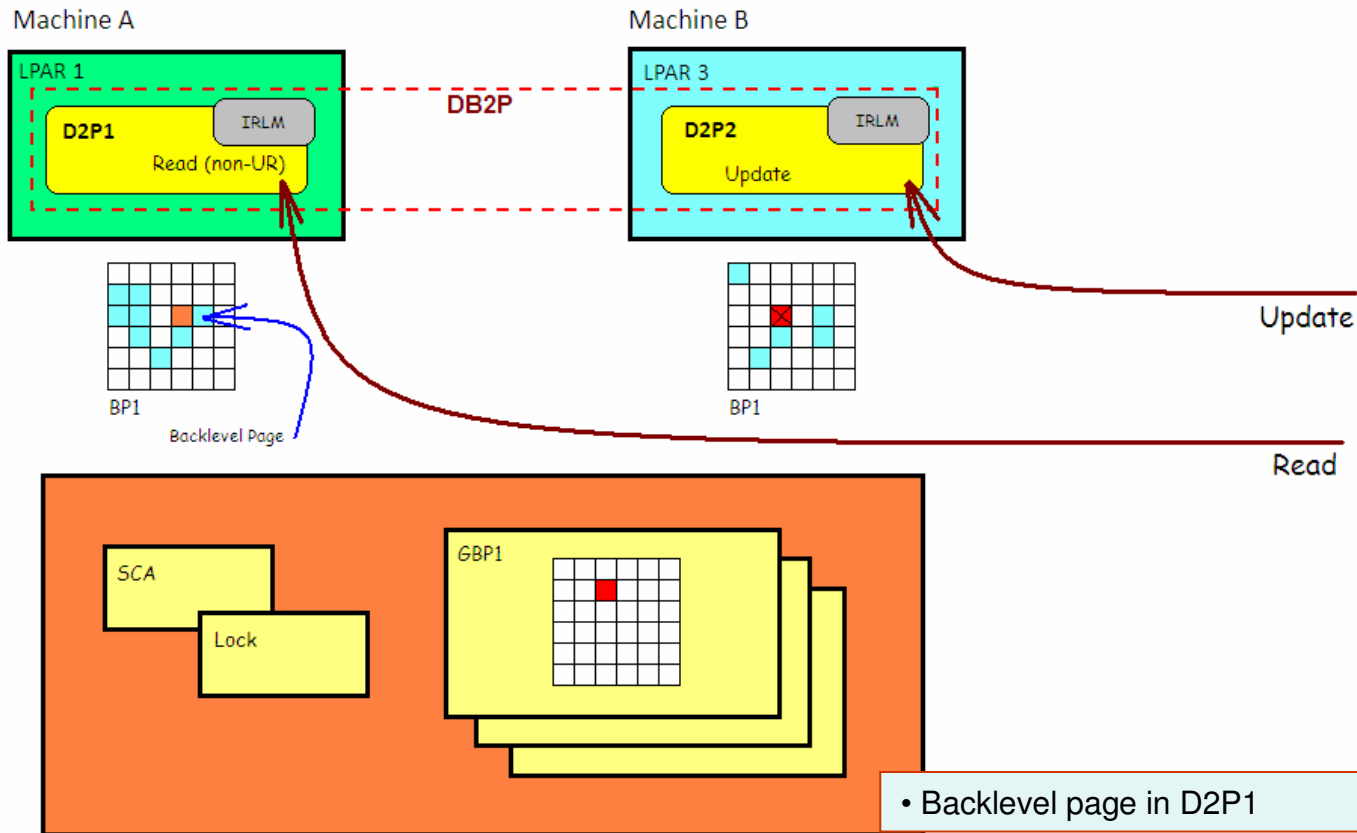 Machine A
Machine B
LPAR 1
LPAR 3
DB2P
D2P1
IRLM
Read (non-UR)
D2P2
IRLM
Update
Update
BP1
Backlevel Page
BP1
Read
SCA
Lock
GBP1
• Backlevel page in D2P1